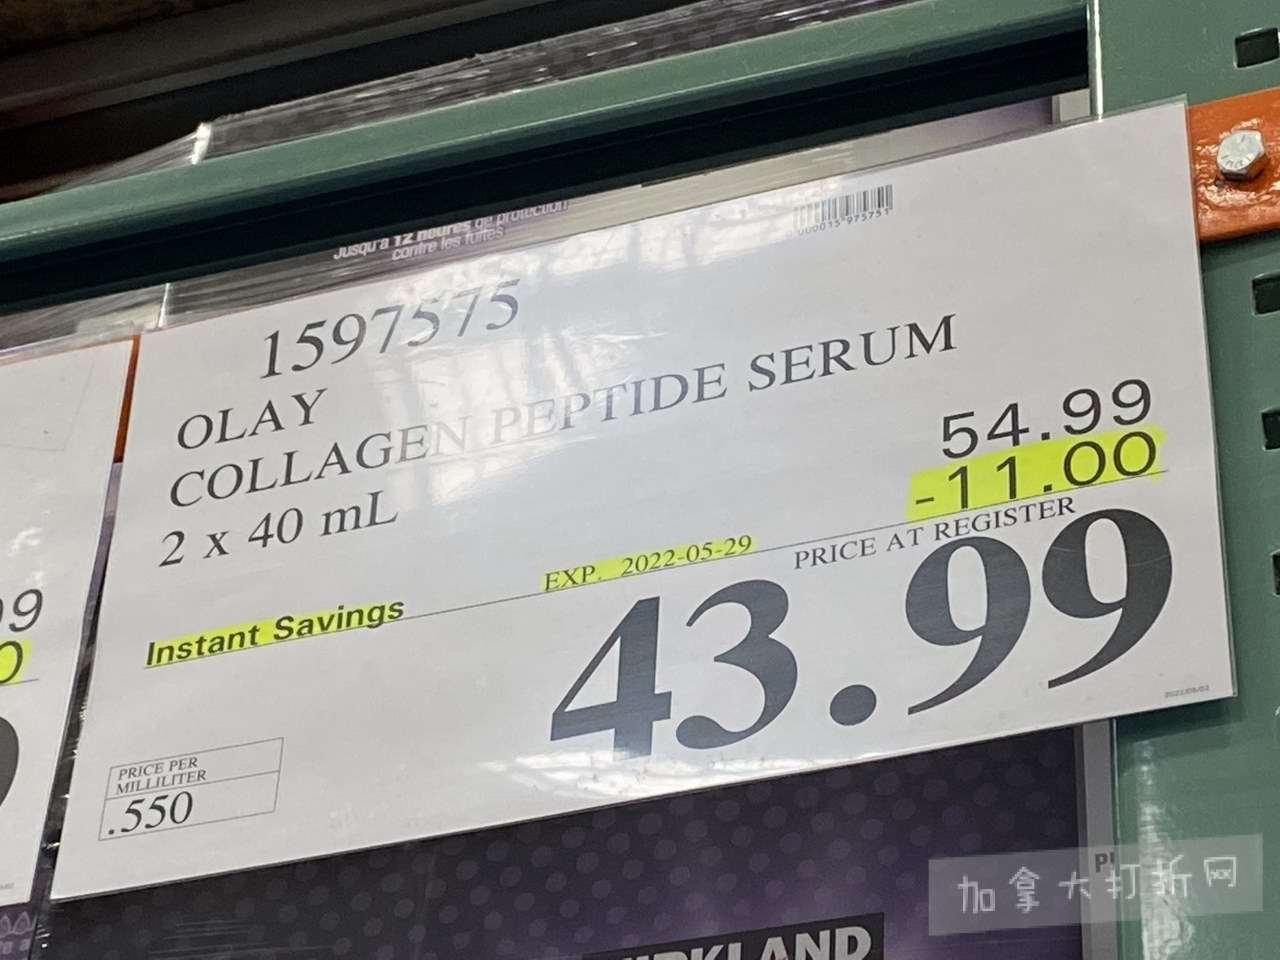 Jusqu'à 12 heures de protection
contre les fuites.
000015 975751
1597575
OLAY
COLLAGEN PEPTIDE SERUM
2 x 40 mL
54.99
-11.00
EXP. 2022-05-29
PRICE AT REGISTER
Instant Savings
43.99
PRICE PER
MILLILITER
.550
KIRKLAND
加拿大打折网